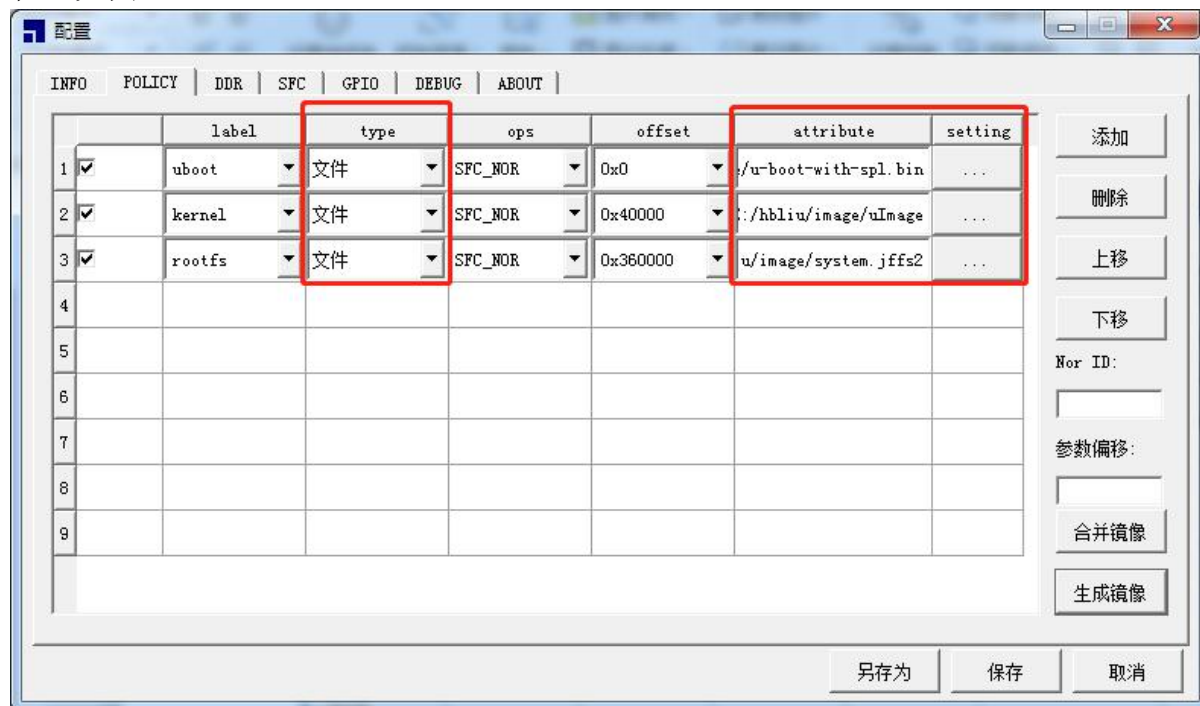 配置
INFO POLICY DDR SFC GPIO DEBUG ABOUT
label type ops offset attribute setting
1 uboot 文件 SFC_NOR 0x0 /u-boot-with-spl.bin ...
2 kernel 文件 SFC_NOR 0x40000 :/hbliu/image/uImage ...
3 rootfs 文件 SFC_NOR 0x360000 u/image/system.jffs2 ...
4
5
6
7
8
9
添加
删除
上移
下移
Nor ID:
参数偏移:
合并镜像
生成镜像
另存为 保存 取消